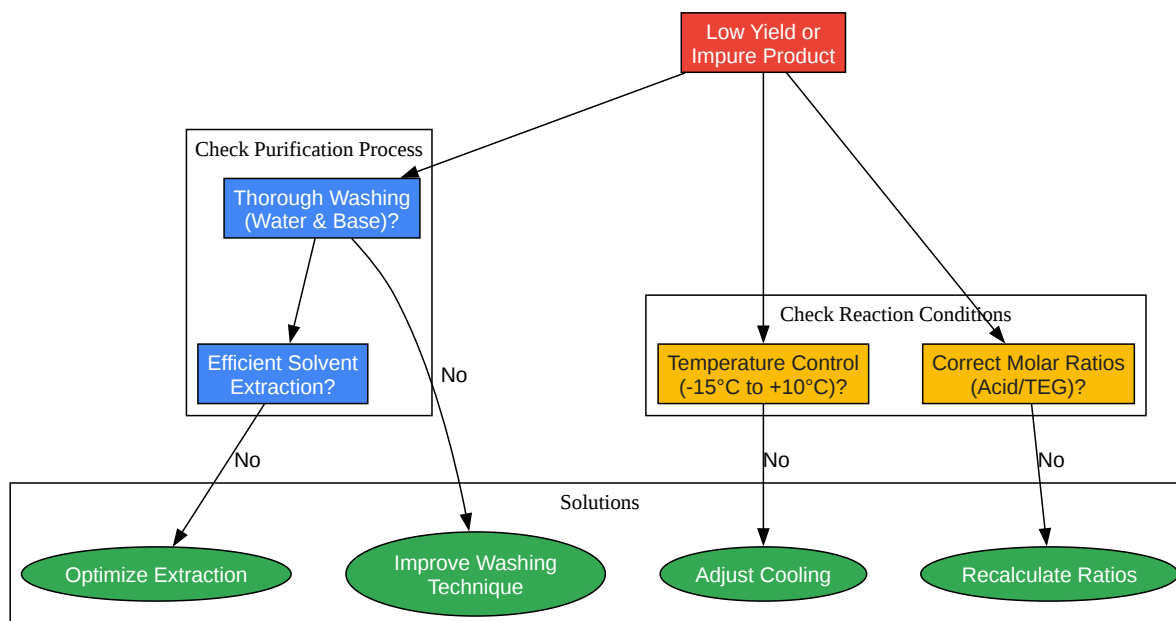 Low Yield or
Impure Product
Check Purification Process
Thorough Washing
(Water & Base)?
Check Reaction Conditions
Efficient Solvent
Extraction?
Temperature Control
(-15°C to +10°C)?
Correct Molar Ratios
(Acid/TEG)?
No
No
No
No
Solutions
Optimize Extraction
Improve Washing
Technique
Adjust Cooling
Recalculate Ratios